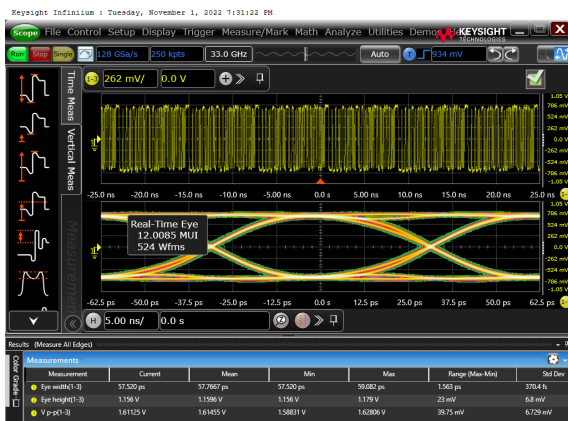 Keysight Infiniium : Tuesday, November 1, 2022 7:31:22 PM
Scope File Control Setup Display Trigger Measure/Mark Math Analyze Utilities Demo KEYSIGHT TECHNOLOGIES
Run Stop Single 128 GSa/s 250 kpts 33.0 GHz Auto T 934 mV
1-3 262 mV/ 0.0 V
Time Meas Vertical Meas Measurements
1.05 V
786 mV
524 mV
262 mV
0.0 V
-262 mV
-524 mV
-786 mV
-1.05 V
-25.0 ns -20.0 ns -15.0 ns -10.0 ns -5.00 ns 0.0 s 5.00 ns 10.0 ns 15.0 ns 20.0 ns 25.0 ns
1.05 V
786 mV
524 mV
262 mV
0.0 V
-262 mV
-524 mV
-786 mV
-1.05 V
Real-Time Eye
12.0085 MUI
524 Wfms
-62.5 ps -50.0 ps -37.5 ps -25.0 ps -12.5 ps 0.0 s 12.5 ps 25.0 ps 37.5 ps 50.0 ps 62.5 ps
H 5.00 ns/ 0.0 s
Results (Measure All Edges)
Color Grade
Measurements
Measurement Current Mean Min Max Range (Max-Min) Std Dev
Eye width(1-3) 57.520 ps 57.7667 ps 57.520 ps 59.082 ps 1.563 ps 370.4 fs
Eye height(1-3) 1.156 V 1.1596 V 1.156 V 1.179 V 23 mV 6.8 mV
V p-p(1-3) 1.61125 V 1.61455 V 1.58831 V 1.62806 V 39.75 mV 6.729 mV